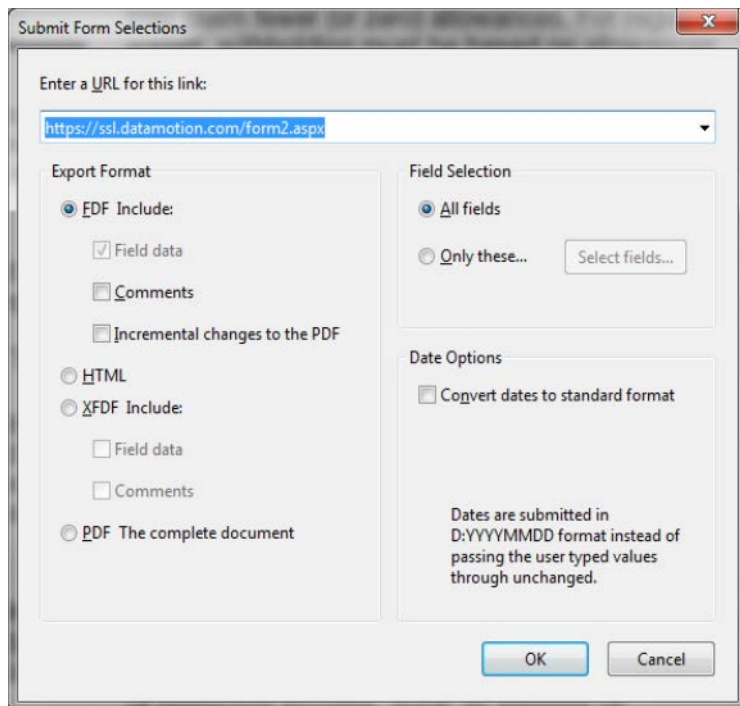 Submit Form Selections
Enter a URL for this link:
https://ssl.datamotion.com/form2.aspx
Export Format
FDF Include:
Field data
Comments
Incremental changes to the PDF
HTML
XFDF Include:
Field data
Comments
PDF The complete document
Field Selection
All fields
Only these...
Select fields...
Date Options
Convert dates to standard format
Dates are submitted in
D:YYYYMMDD format instead of
passing the user typed values
through unchanged.
OK
Cancel